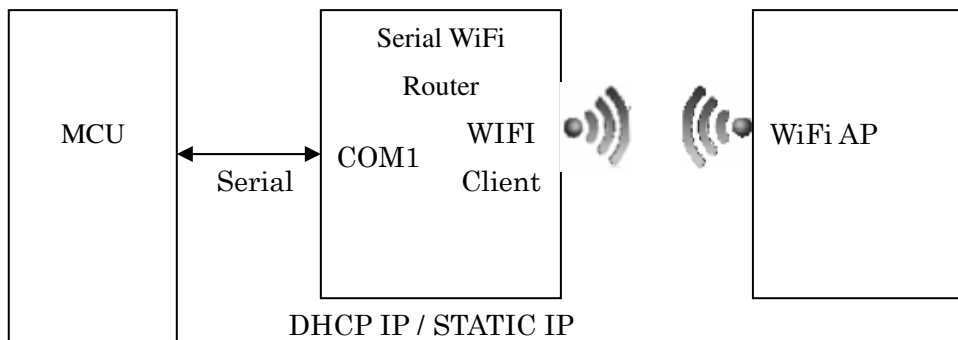 Serial WiFi
Router
MCU
WIFI
WiFi AP
COM1
Serial
Client
DHCP IP / STATIC IP